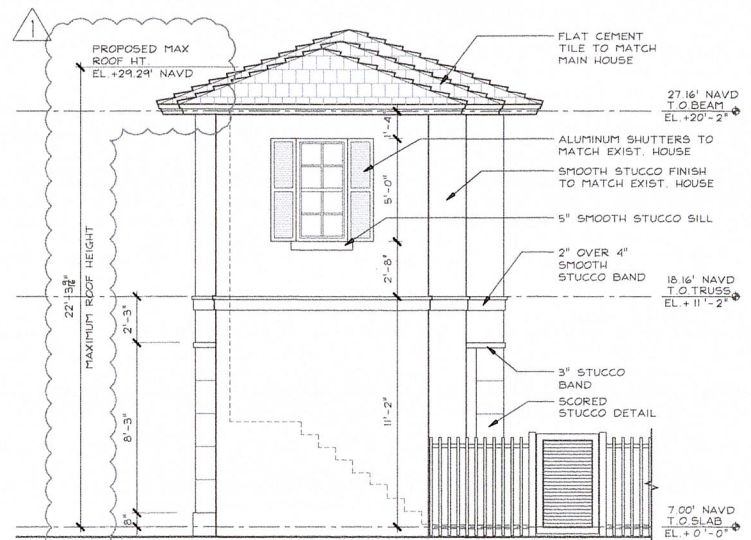 1
PROPOSED MAX
ROOF HT.
EL.+29.29' NAVD
FLAT CEMENT
TILE TO MATCH
MAIN HOUSE
27.16' NAVD
T.O.BEAM
EL.+20'-2"
1'-4"
ALUMINUM SHUTTERS TO
MATCH EXIST. HOUSE
SMOOTH STUCCO FINISH
TO MATCH EXIST. HOUSE
5'-0"
5" SMOOTH STUCCO SILL
2'-8"
2" OVER 4"
SMOOTH
STUCCO BAND
18.16' NAVD
T.O.TRUSS
EL.+ 11'-2"
22'-3
MAXIMUM ROOF HEIGHT
2'-3"
3" STUCCO
BAND
SCORED
STUCCO DETAIL
11'-2"
8'-3"
8"
7.00' NAVD
T.O.SLAB
EL.+ 0'-0"